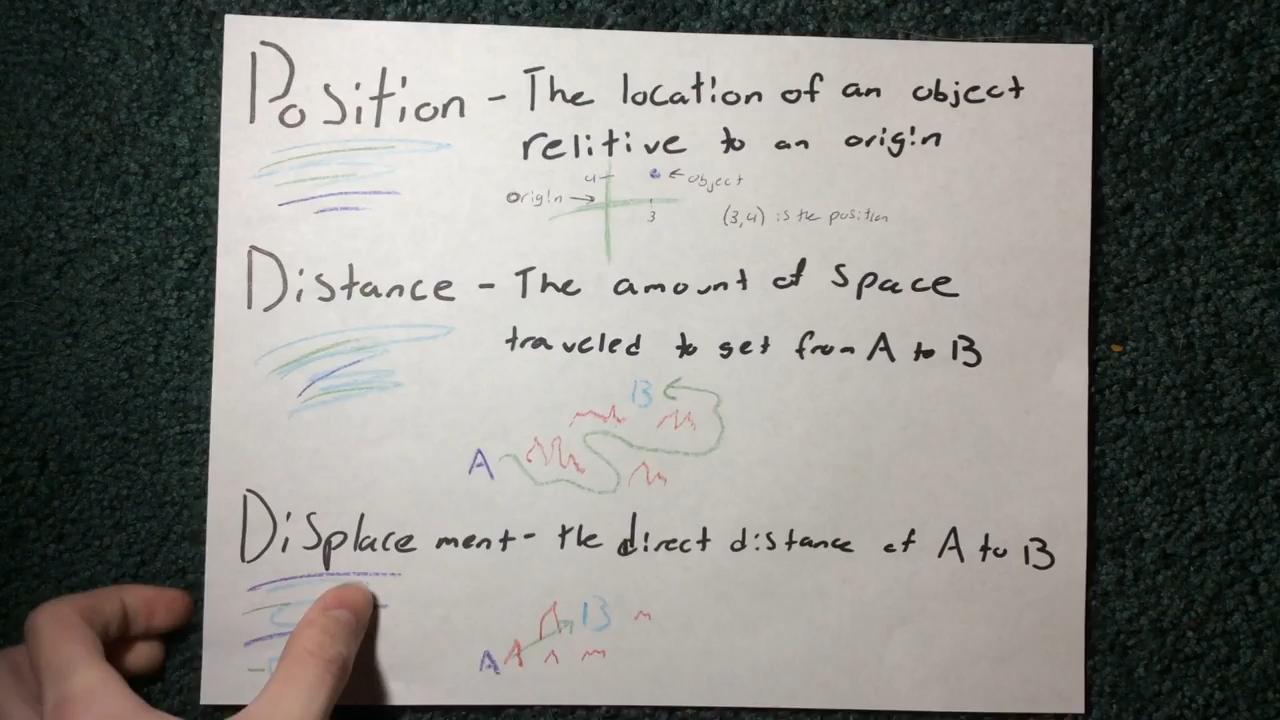 Position - The location of an object
relitive to an origin
4
object
origin
3
(3,4) is the position
Distance - The amount of space
traveled to get from A to B
B
A
Displacement - the direct distance of A to B
B
A